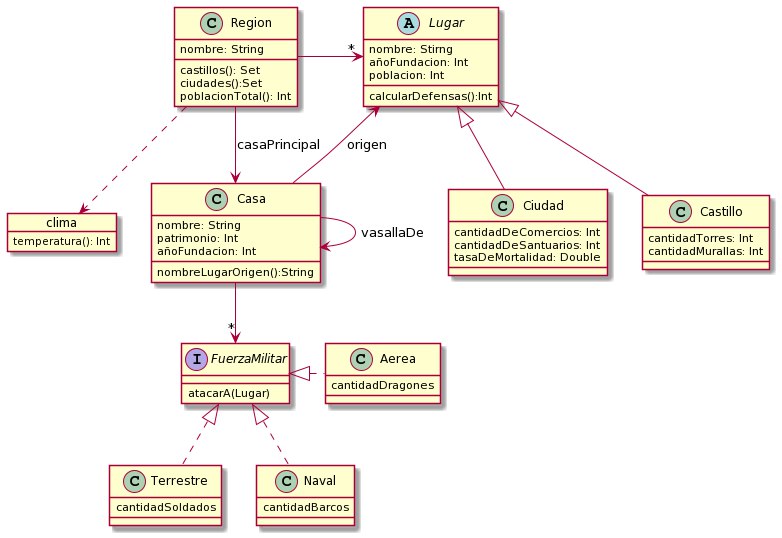 C Region
nombre: String
castillos(): Set
ciudades():Set
poblacionTotal(): Int
*
A Lugar
nombre: Stirng
añoFundacion: Int
poblacion: Int
calcularDefensas():Int
casaPrincipal
origen
clima
temperatura(): Int
C Casa
nombre: String
patrimonio: Int
añoFundacion: Int
nombreLugarOrigen():String
vasallaDe
C Ciudad
cantidadDeComercios: Int
cantidadDeSantuarios: Int
tasaDeMortalidad: Double
C Castillo
cantidadTorres: Int
cantidadMurallas: Int
*
I FuerzaMilitar
atacarA(Lugar)
C Aerea
cantidadDragones
C Terrestre
cantidadSoldados
C Naval
cantidadBarcos